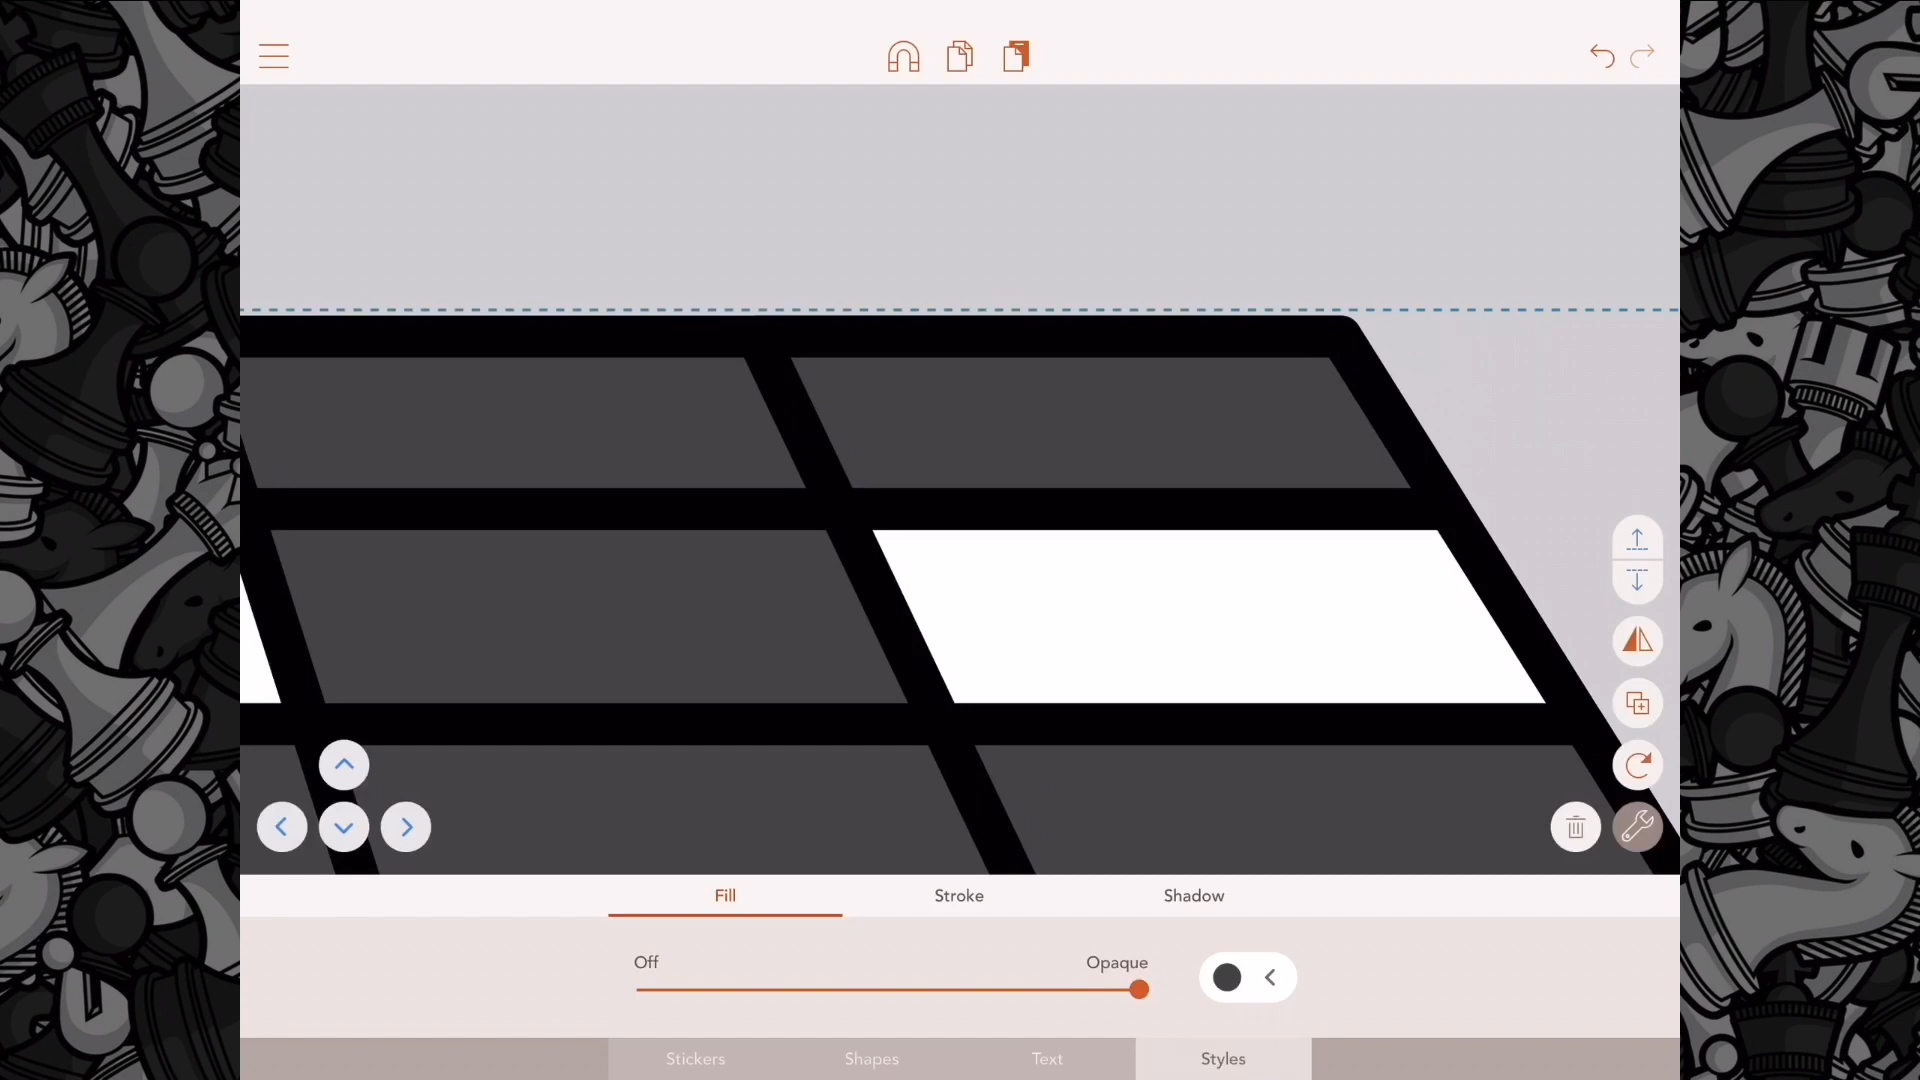 Fill
Stroke
Shadow
Off
Opaque
Stickers
Shapes
Text
Styles